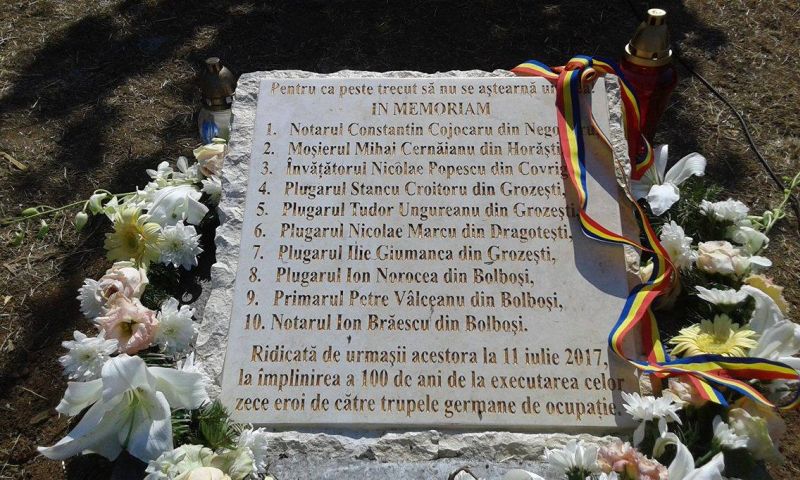 Pentru ca peste trecut să nu se aștearnă
IN MEMORIAM
1. Notarul Constantin Cojocaru din
2. Moșierul Mihai Cernăianu din Horăști
3. Învățătorul Nicolae Popescu din Covrig
4. Plugarul Stancu Croitoru din Grozești,
5. Plugarul Tudor Ungureanu din Grozești,
6. Plugarul Nicolae Marcu din Dragotești,
7. Plugarul Ilie Giumanca din Grozești,
8. Plugarul Ion Norocea din Bolboși,
9. Primarul Petre Vâlceanu din Bolboși,
10. Notarul Ion Brăescu din Bolboși.
Ridicată de urmașii acestora la 11 iulie 2017,
la împlinirea a 100 de ani de la executarea celor
zece eroi de către trupele germane de ocupație.